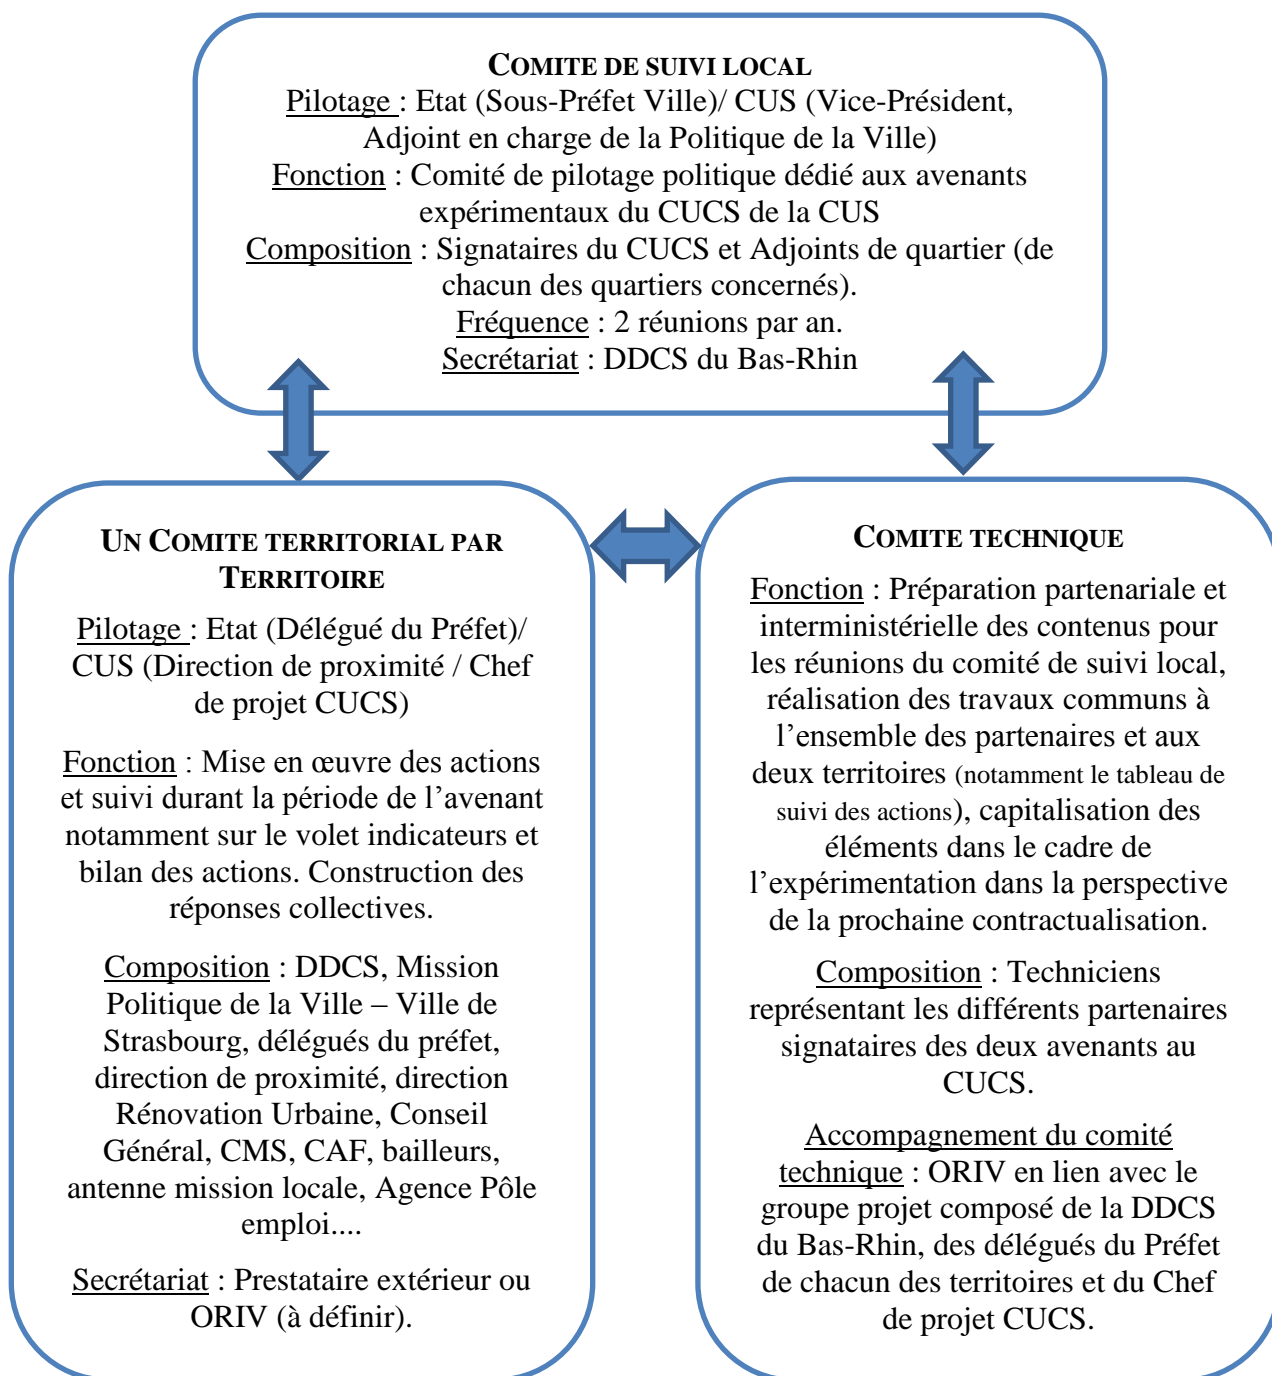 COMITE DE SUIVI LOCAL
Pilotage : Etat (Sous-Préfet Ville)/ CUS (Vice-Président,
Adjoint en charge de la Politique de la Ville)
Fonction : Comité de pilotage politique dédié aux avenants
expérimentaux du CUCS de la CUS
Composition : Signataires du CUCS et Adjoints de quartier (de
chacun des quartiers concernés).
Fréquence : 2 réunions par an.
Secrétariat : DDCS du Bas-Rhin
UN COMITE TERRITORIAL PAR
TERRITOIRE
Pilotage : Etat (Délégué du Préfet)/
CUS (Direction de proximité / Chef
de projet CUCS)
Fonction : Mise en œuvre des actions
et suivi durant la période de l’avenant
notamment sur le volet indicateurs et
bilan des actions. Construction des
réponses collectives.
Composition : DDCS, Mission
Politique de la Ville – Ville de
Strasbourg, délégués du préfet,
direction de proximité, direction
Rénovation Urbaine, Conseil
Général, CMS, CAF, bailleurs,
antenne mission locale, Agence Pôle
emploi....
Secrétariat : Prestataire extérieur ou
ORIV (à définir).
COMITE TECHNIQUE
Fonction : Préparation partenariale et
interministérielle des contenus pour
les réunions du comité de suivi local,
réalisation des travaux communs à
l’ensemble des partenaires et aux
deux territoires (notamment le tableau de
suivi des actions), capitalisation des
éléments dans le cadre de
l’expérimentation dans la perspective
de la prochaine contractualisation.
Composition : Techniciens
représentant les différents partenaires
signataires des deux avenants au
CUCS.
Accompagnement du comité
technique : ORIV en lien avec le
groupe projet composé de la DDCS
du Bas-Rhin, des délégués du Préfet
de chacun des territoires et du Chef
de projet CUCS.